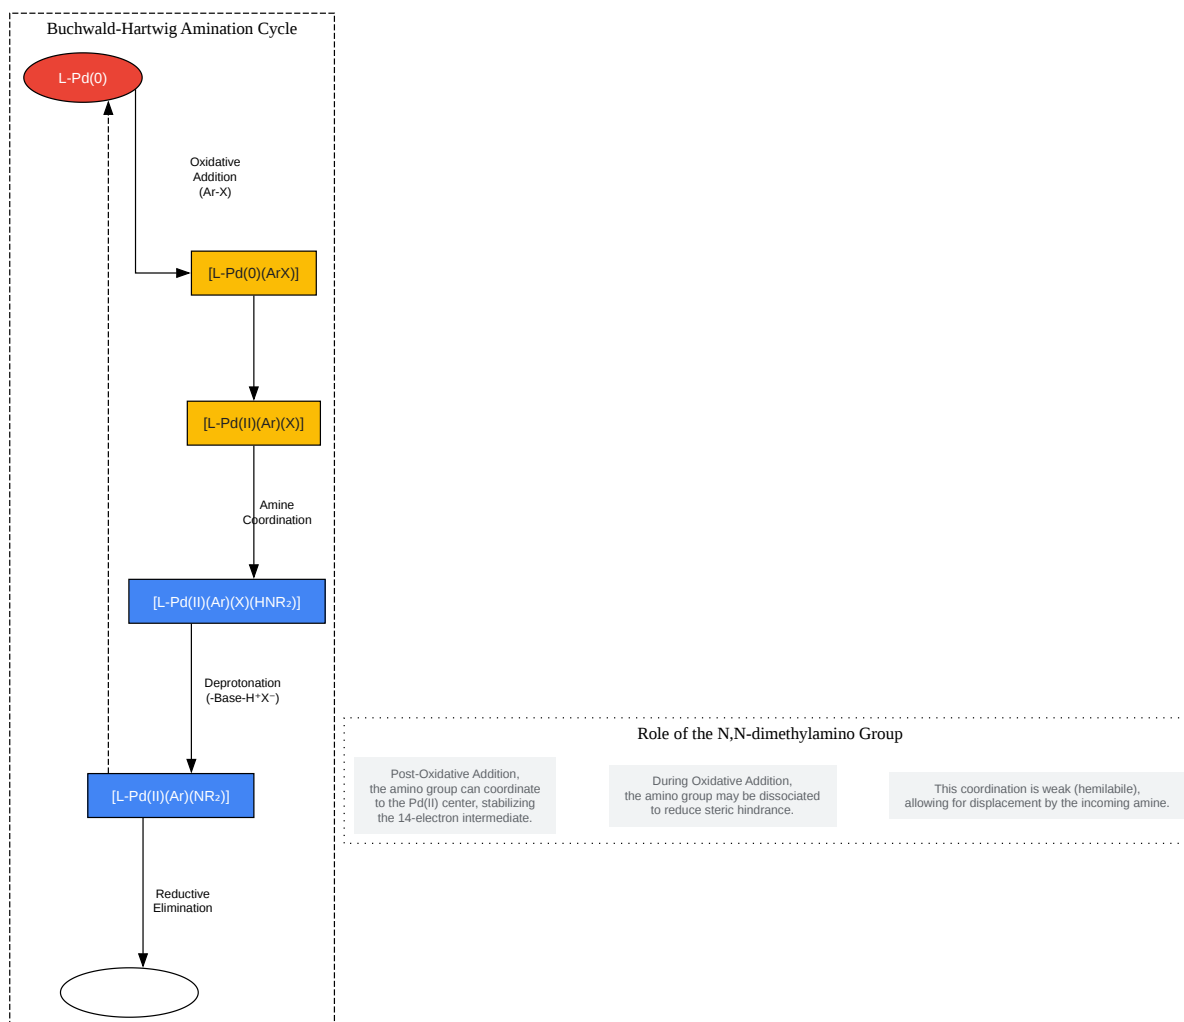 Buchwald-Hartwig Amination Cycle
L-Pd(0)
Oxidative
Addition
(Ar-X)
[L-Pd(0)(ArX)]
[L-Pd(II)(Ar)(X)]
Amine
Coordination
[L-Pd(II)(Ar)(X)(HNR₂)]
Deprotonation
(-Base-H⁺X⁻)
[L-Pd(II)(Ar)(NR₂)]
Reductive
Elimination
Role of the N,N-dimethylamino Group
Post-Oxidative Addition,
the amino group can coordinate
to the Pd(II) center, stabilizing
the 14-electron intermediate.
During Oxidative Addition,
the amino group may be dissociated
to reduce steric hindrance.
This coordination is weak (hemilabile),
allowing for displacement by the incoming amine.